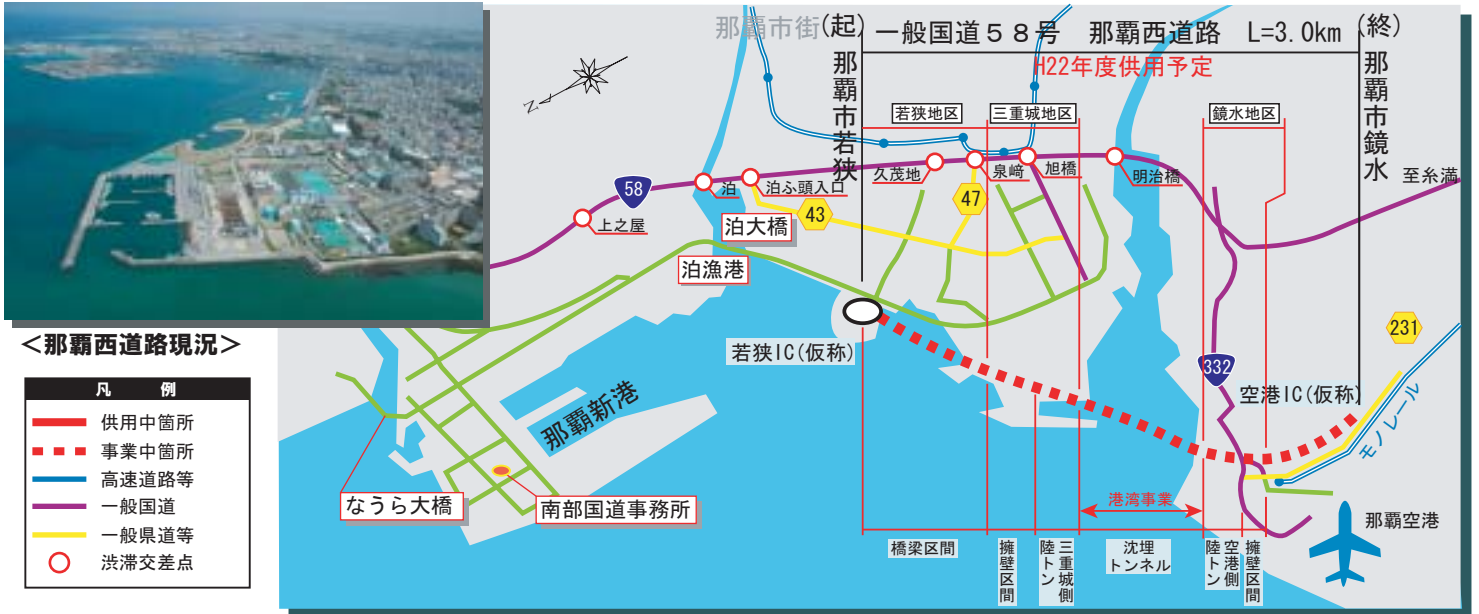 那覇市街
(起)
一般国道５８号 那覇西道路 L=3.0km
(終)
那覇市若狭
H22年度供用予定
那覇市鏡水
N
若狭地区
三重城地区
鏡水地区
58
泊
泊ふ頭入口
久茂地
泉崎
旭橋
明治橋
至糸満
上之屋
43
47
泊大橋
泊漁港
若狭IC(仮称)
231
332
空港IC(仮称)
モノレール
那覇新港
なうら大橋
南部国道事務所
港湾事業
那覇空港
橋梁区間
擁壁区間
三重城側
陸トン
沈埋
トンネル
空港側
陸トン
擁壁区間
＜那覇西道路現況＞
凡 例
供用中箇所
事業中箇所
高速道路等
一般国道
一般県道等
渋滞交差点